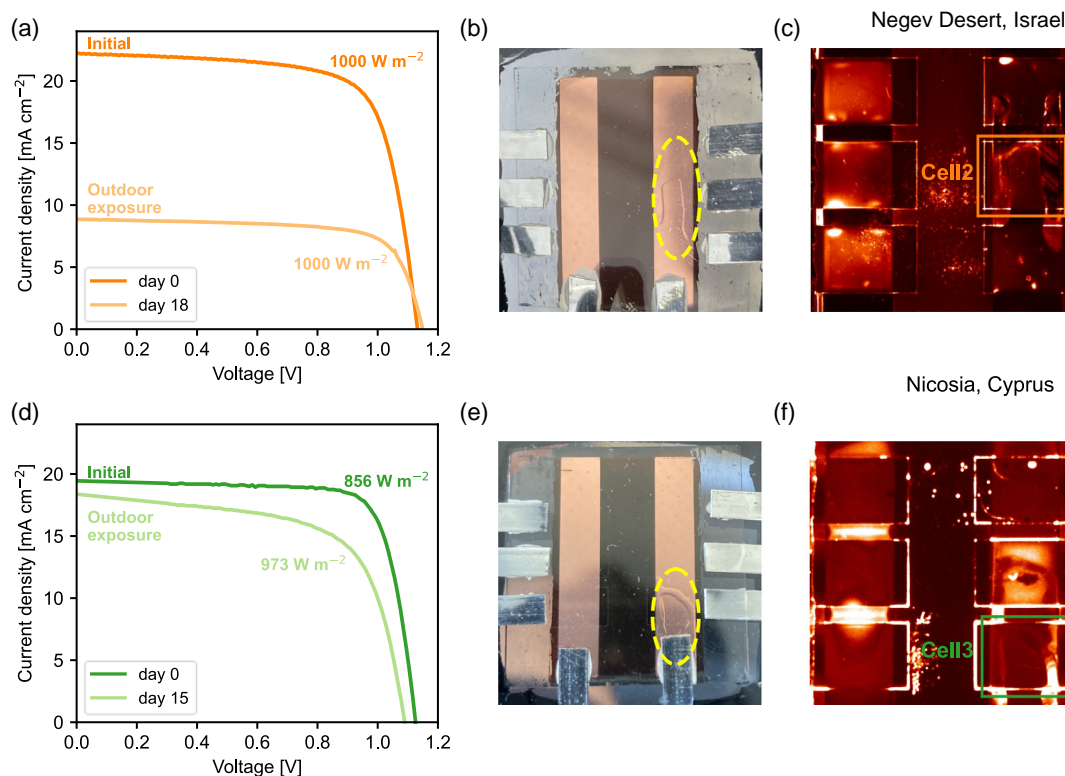 Negev Desert, Israel
(a)
(b)
(c)
Initial
1000 W m⁻²
Outdoor
exposure
1000 W m⁻²
day 0
day 18
Current density [mA cm⁻²]
0
5
10
15
20
0.0
0.2
0.4
0.6
0.8
1.0
1.2
Voltage [V]
Cell2
Nicosia, Cyprus
(d)
(e)
(f)
Initial
856 W m⁻²
Outdoor
exposure
973 W m⁻²
day 0
day 15
Current density [mA cm⁻²]
0
5
10
15
20
0.0
0.2
0.4
0.6
0.8
1.0
1.2
Voltage [V]
Cell3